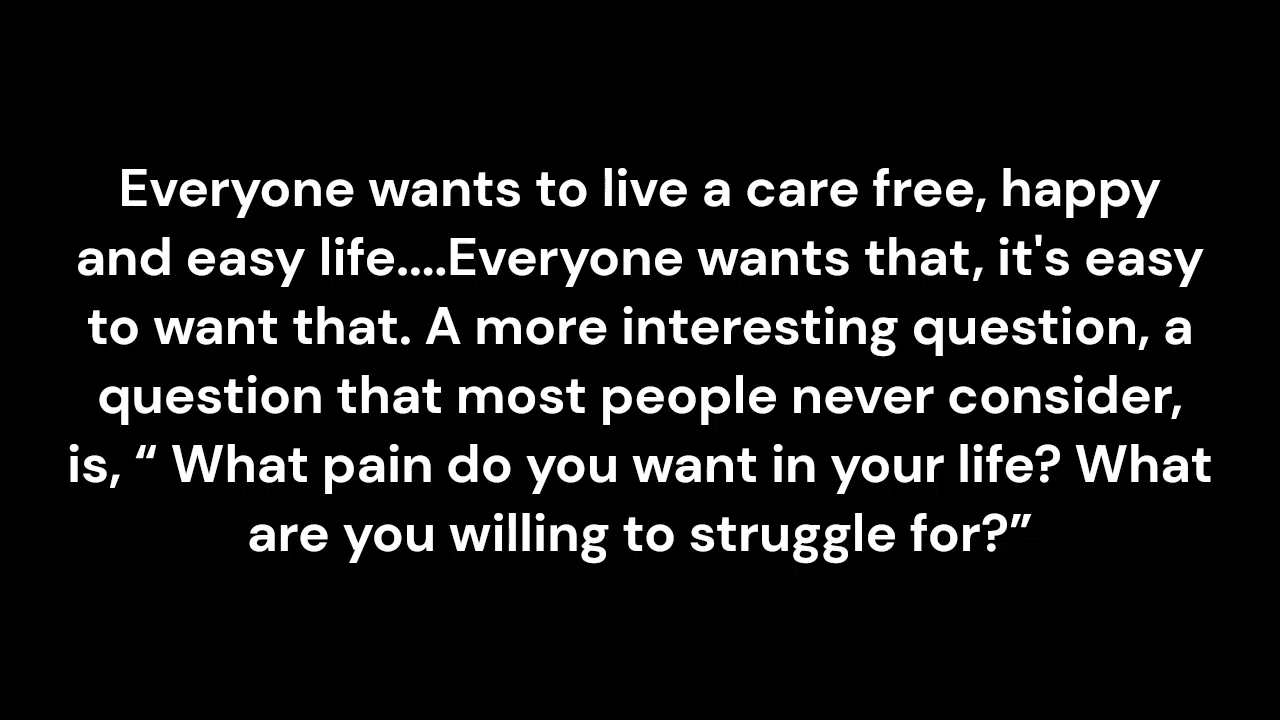 Everyone wants to live a care free, happy
and easy life....Everyone wants that, it's easy
to want that. A more interesting question, a
question that most people never consider,
is, “ What pain do you want in your life? What
are you willing to struggle for?”